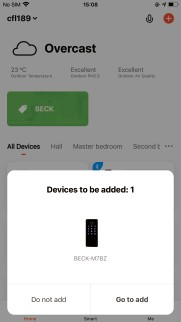 No SIM
15:08
cfl189
Overcast
23 °C
Excellent
Excellent
Outdoor Temperature
Outdoor PM2.5
Outdoor Air Quality
BECK
All Devices
Hall
Master bedroom
Second t
Devices to be added: 1
BECK-M7BZ
Do not add
Go to add
Home
Smart
Me